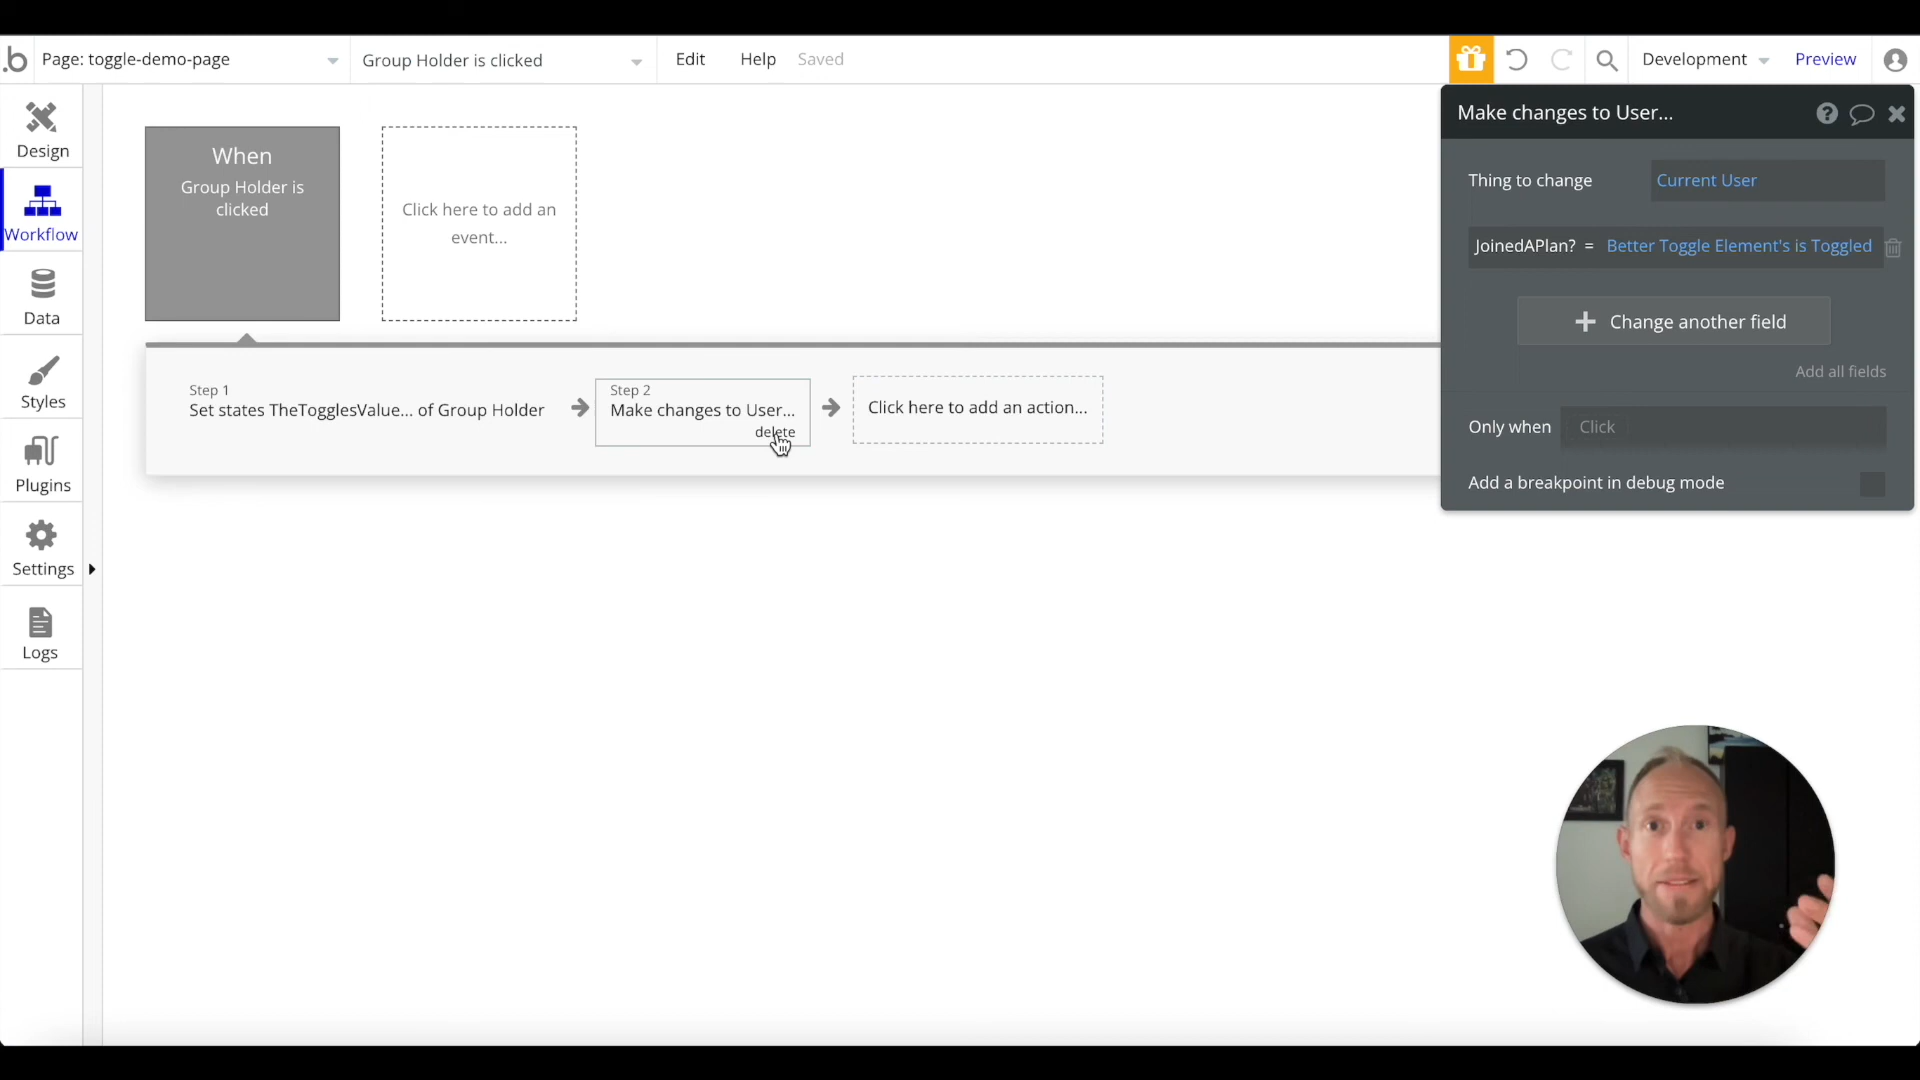 b
Page: toggle-demo-page
Group Holder is clicked
Edit
Help
Saved
Development
Preview
Design
Workflow
Data
Styles
Plugins
Settings
Logs
When
Group Holder is
clicked
Click here to add an
event...
Step 1
Set states TheTogglesValue... of Group Holder
Step 2
Make changes to User...
delete
Click here to add an action...
Make changes to User...
?
Thing to change
Current User
JoinedAPlan? = Better Toggle Element's is Toggled
Change another field
Add all fields
Only when
Click
Add a breakpoint in debug mode